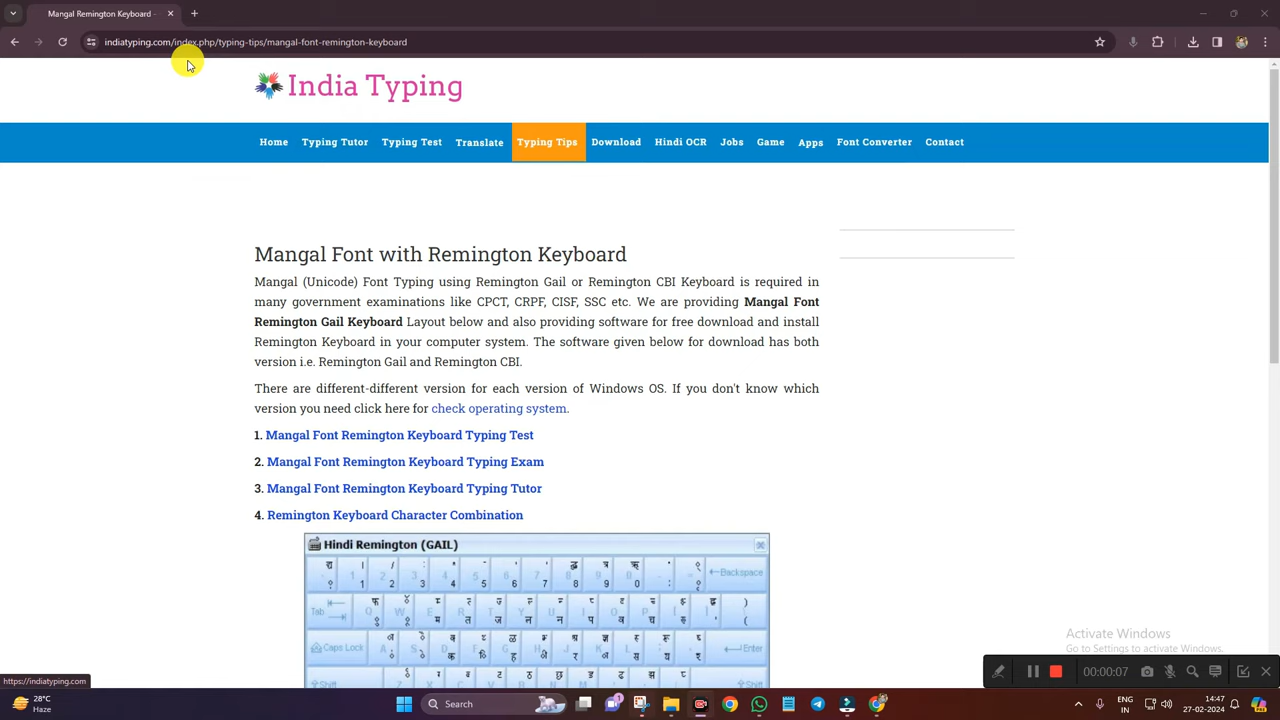 Mangal Remington Keyboard -
indiatyping.com/index.php/typing-tips/mangal-font-remington-keyboard
India Typing
Home Typing Tutor Typing Test Translate Typing Tips Download Hindi OCR Jobs Game Apps Font Converter Contact
Mangal Font with Remington Keyboard
Mangal (Unicode) Font Typing using Remington Gail or Remington CBI Keyboard is required in
many government examinations like CPCT, CRPF, CISF, SSC etc. We are providing Mangal Font
Remington Gail Keyboard Layout below and also providing software for free download and install
Remington Keyboard in your computer system. The software given below for download has both
version i.e. Remington Gail and Remington CBI.
There are different-different version for each version of Windows OS. If you don't know which
version you need click here for check operating system.
1. Mangal Font Remington Keyboard Typing Test
2. Mangal Font Remington Keyboard Typing Exam
3. Mangal Font Remington Keyboard Typing Tutor
4. Remington Keyboard Character Combination
Hindi Remington (GAIL)
Backspace
Tab
Caps Lock
Enter
Shift
Activate Windows
Go to Settings to activate Windows.
00:00:07
https://indiatyping.com
28°C
Haze
Search
ENG
IN
14:47
27-02-2024